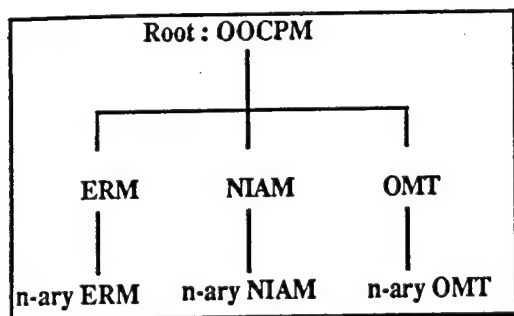 Root : OOCPM
ERM NIAM OMT
n-ary ERM n-ary NIAM n-ary OMT